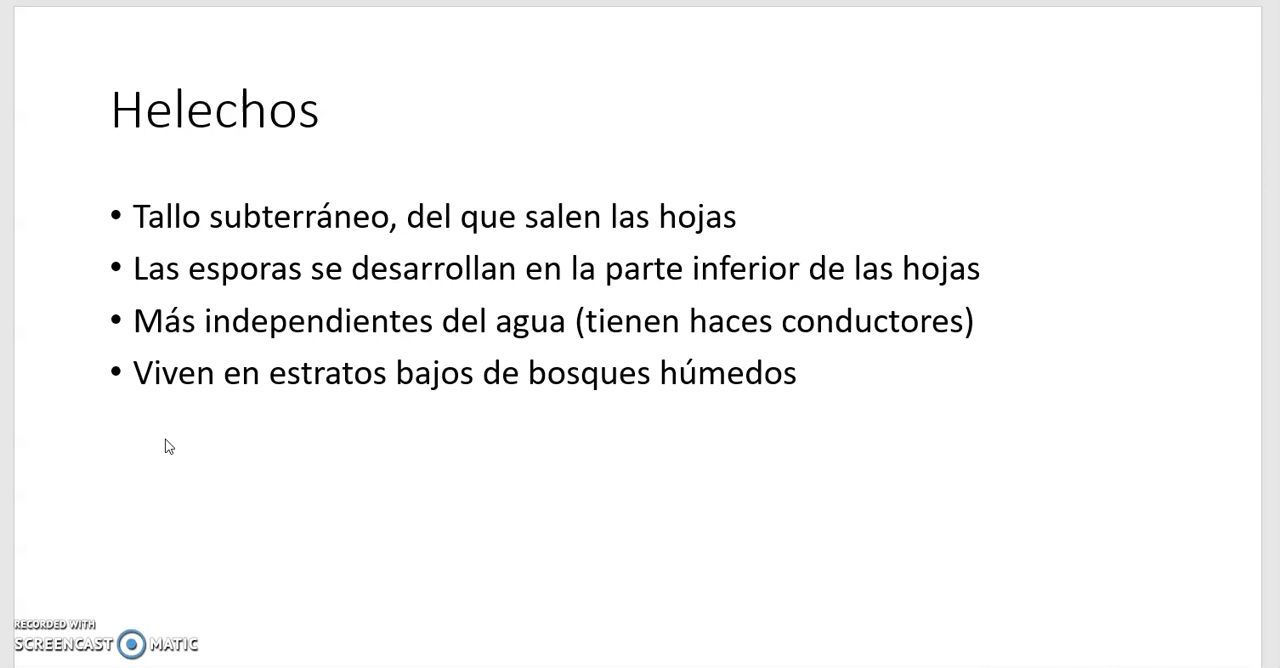 Helechos
• Tallo subterráneo, del que salen las hojas
• Las esporas se desarrollan en la parte inferior de las hojas
• Más independientes del agua (tienen haces conductores)
• Viven en estratos bajos de bosques húmedos
RECORDED WITH
SCREENCAST MATIC